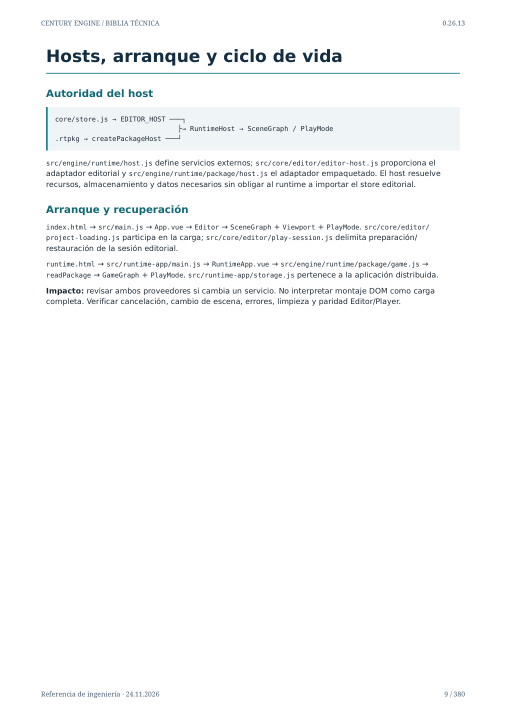 CENTURY ENGINE / BIBLIA TÉCNICA 0.26.13
Hosts, arranque y ciclo de vida
Autoridad del host
core/store.js → EDITOR_HOST ───┐
├→ RuntimeHost → SceneGraph / PlayMode
.rtpkg → createPackageHost ───┘
src/engine/runtime/host.js define servicios externos; src/core/editor/editor-host.js proporciona el
adaptador editorial y src/engine/runtime/package/host.js el adaptador empaquetado. El host resuelve
recursos, almacenamiento y datos necesarios sin obligar al runtime a importar el store editorial.
Arranque y recuperación
index.html → src/main.js → App.vue → Editor → SceneGraph + Viewport + PlayMode. src/core/editor/
project-loading.js participa en la carga; src/core/editor/play-session.js delimita preparación/
restauración de la sesión editorial.
runtime.html → src/runtime-app/main.js → RuntimeApp.vue → src/engine/runtime/package/game.js →
readPackage → GameGraph + PlayMode. src/runtime-app/storage.js pertenece a la aplicación distribuida.
Impacto: revisar ambos proveedores si cambia un servicio. No interpretar montaje DOM como carga
completa. Verificar cancelación, cambio de escena, errores, limpieza y paridad Editor/Player.
Referencia de ingeniería · 24.11.2026 9 / 380